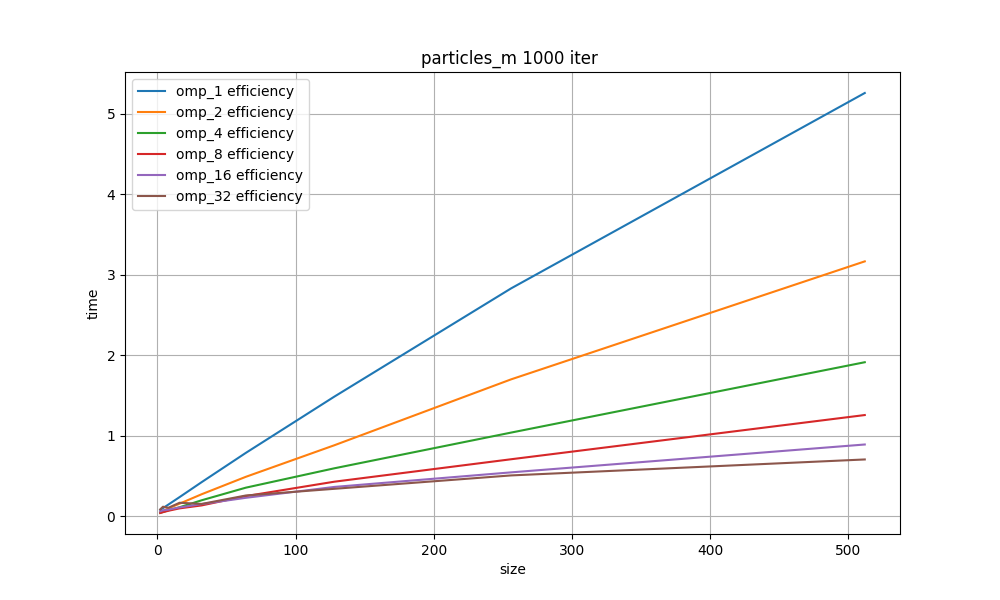 particles_m 1000 iter
omp_1 efficiency
omp_2 efficiency
omp_4 efficiency
omp_8 efficiency
omp_16 efficiency
omp_32 efficiency
5
4
3
2
1
0
time
0 100 200 300 400 500
size